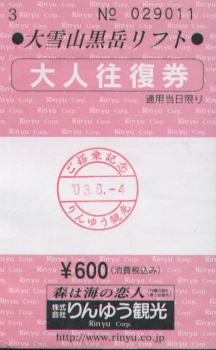 3 № 029011
●大雪山黒岳リフト●
大人往復券
通用当日限り
ご搭乗記念
'03.8.-4
りんゆう観光
¥600(消費税込み)
森は海の恋人
株式会社りんゆう観光
Rinyu Corp.
http://www.rinyu.co.jp